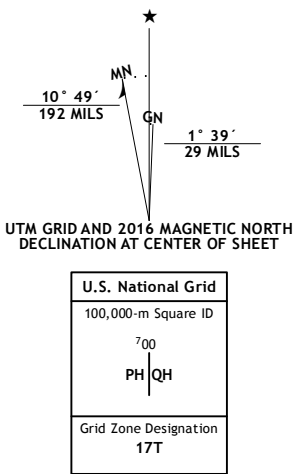 ★
MN
GN
10° 49´
192 MILS
1° 39´
29 MILS
UTM GRID AND 2016 MAGNETIC NORTH
DECLINATION AT CENTER OF SHEET
U.S. National Grid
100,000-m Square ID
⁷00
PH QH
Grid Zone Designation
17T